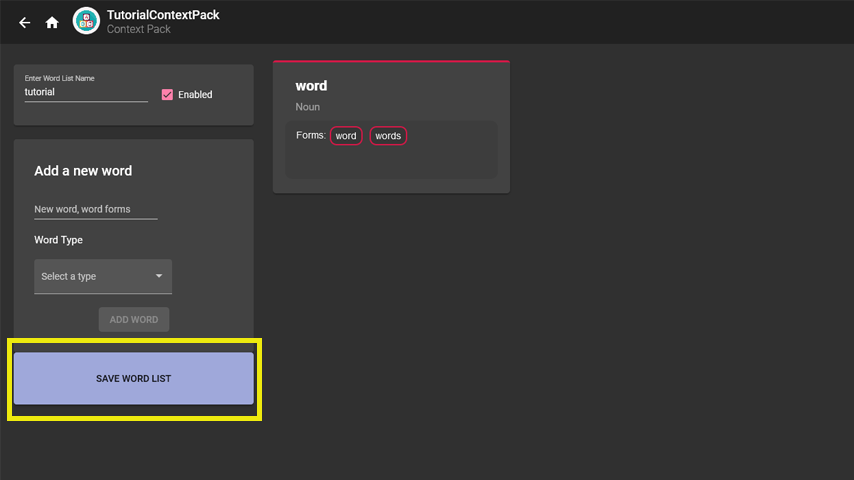 TutorialContextPack
Context Pack
Enter Word List Name
tutorial
Enabled
Add a new word
New word, word forms
Word Type
Select a type
ADD WORD
SAVE WORD LIST
word
Noun
Forms: word words